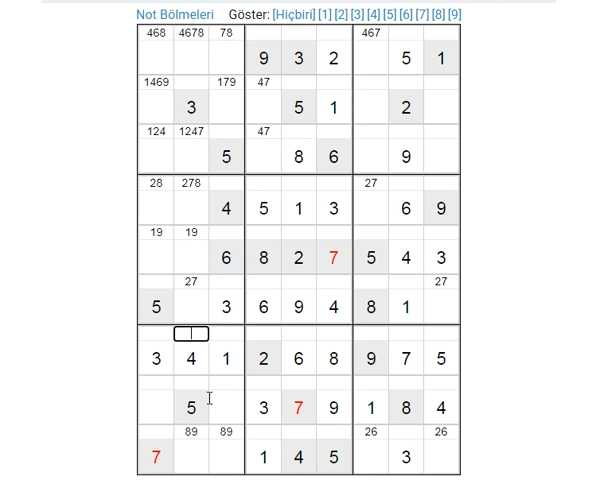 Not Bölmeleri Göster: [Hiçbiri] [1] [2] [3] [4] [5] [6] [7] [8] [9]
468 4678 78 467
9 3 2 5 1
1469 179 47
3 5 1 2
124 1247 47
5 8 6 9
28 278 27
4 5 1 3 6 9
19 19
6 8 2 7 5 4 3
27 27
5 3 6 9 4 8 1
3 4 1 2 6 8 9 7 5
5 3 7 9 1 8 4
89 89 26 26
7 1 4 5 3